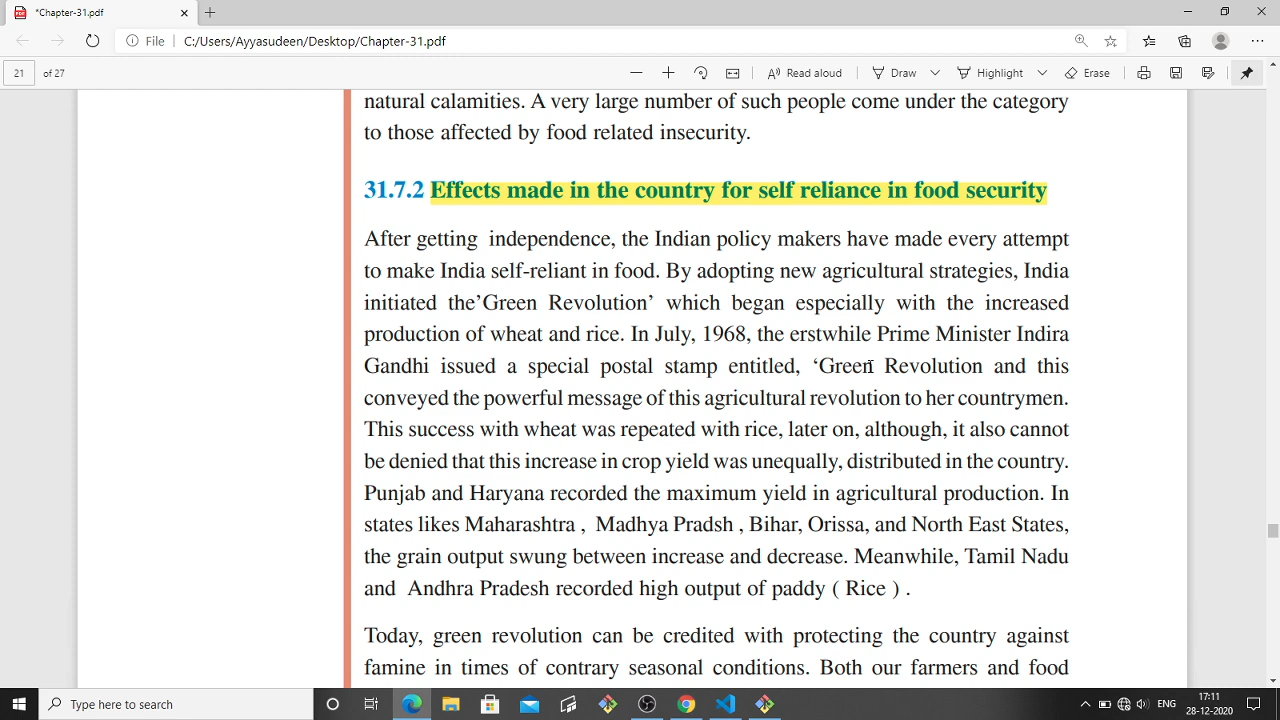 *Chapter-31.pdf
File
C:/Users/Ayyasudeen/Desktop/Chapter-31.pdf
21 of 27
Read aloud
Draw
Highlight
Erase
natural calamities. A very large number of such people come under the category
to those affected by food related insecurity.
31.7.2 Effects made in the country for self reliance in food security
After getting independence, the Indian policy makers have made every attempt
to make India self-reliant in food. By adopting new agricultural strategies, India
initiated the’Green Revolution’ which began especially with the increased
production of wheat and rice. In July, 1968, the erstwhile Prime Minister Indira
Gandhi issued a special postal stamp entitled, ‘Green Revolution and this
conveyed the powerful message of this agricultural revolution to her countrymen.
This success with wheat was repeated with rice, later on, although, it also cannot
be denied that this increase in crop yield was unequally, distributed in the country.
Punjab and Haryana recorded the maximum yield in agricultural production. In
states likes Maharashtra , Madhya Pradsh , Bihar, Orissa, and North East States,
the grain output swung between increase and decrease. Meanwhile, Tamil Nadu
and Andhra Pradesh recorded high output of paddy ( Rice ) .
Today, green revolution can be credited with protecting the country against
famine in times of contrary seasonal conditions. Both our farmers and food
Type here to search
ENG
17:11
28-12-2020